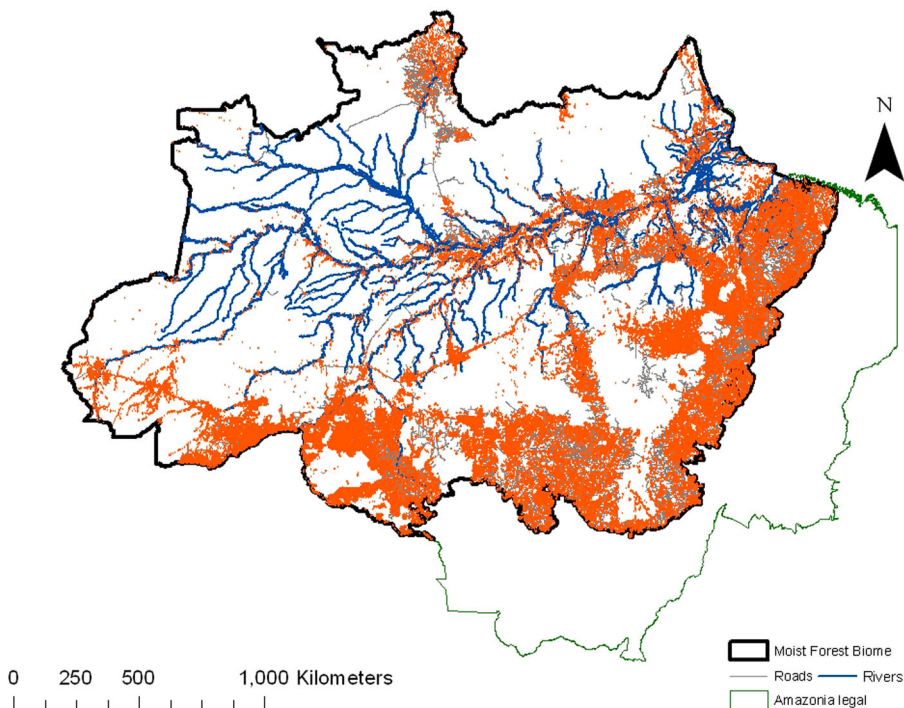 N
0 250 500 1,000 Kilometers
Moist Forest Biome
Roads Rivers
Amazonia legal